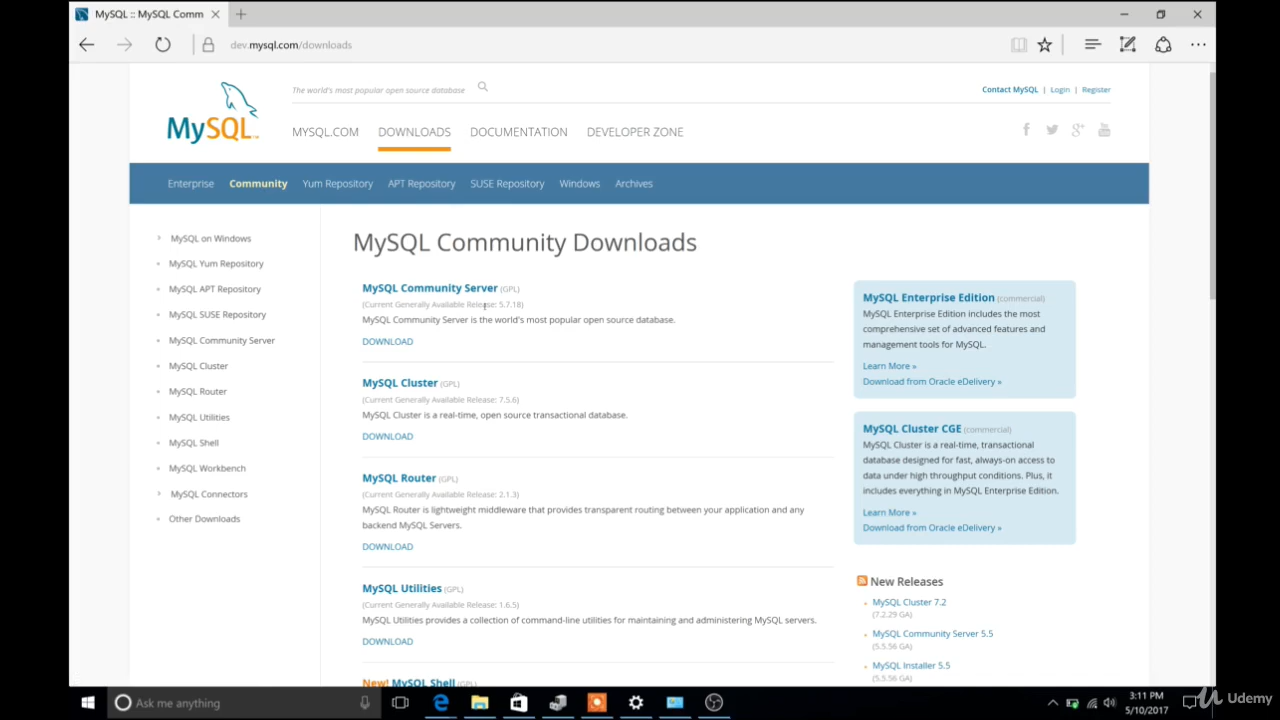 MySQL :: MySQL Comm
dev.mysql.com/downloads
The world's most popular open source database
Contact MySQL | Login | Register
MySQL™
MYSQL.COM DOWNLOADS DOCUMENTATION DEVELOPER ZONE
Enterprise Community Yum Repository APT Repository SUSE Repository Windows Archives
MySQL on Windows
MySQL Yum Repository
MySQL APT Repository
MySQL SUSE Repository
MySQL Community Server
MySQL Cluster
MySQL Router
MySQL Utilities
MySQL Shell
MySQL Workbench
MySQL Connectors
Other Downloads
MySQL Community Downloads
MySQL Community Server (GPL)
(Current Generally Available Release: 5.7.18)
MySQL Community Server is the world's most popular open source database.
DOWNLOAD
MySQL Cluster (GPL)
(Current Generally Available Release: 7.5.6)
MySQL Cluster is a real-time, open source transactional database.
DOWNLOAD
MySQL Router (GPL)
(Current Generally Available Release: 2.1.3)
MySQL Router is lightweight middleware that provides transparent routing between your application and any
backend MySQL Servers.
DOWNLOAD
MySQL Utilities (GPL)
(Current Generally Available Release: 1.6.5)
MySQL Utilities provides a collection of command-line utilities for maintaining and administering MySQL servers.
DOWNLOAD
New! MySQL Shell (GPL)
MySQL Enterprise Edition (commercial)
MySQL Enterprise Edition includes the most
comprehensive set of advanced features and
management tools for MySQL.
Learn More »
Download from Oracle eDelivery »
MySQL Cluster CGE (commercial)
MySQL Cluster is a real-time, transactional
database designed for fast, always-on access to
data under high throughput conditions. Plus, it
includes everything in MySQL Enterprise Edition.
Learn More »
Download from Oracle eDelivery »
New Releases
MySQL Cluster 7.2
(7.2.29 GA)
MySQL Community Server 5.5
(5.5.56 GA)
MySQL Installer 5.5
(5.5.56 GA)
Ask me anything
3:11 PM
5/10/2017
Udemy